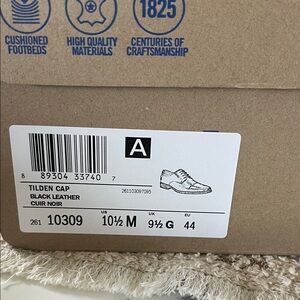 1825
CUSHIONED FOOTBEDS
HIGH QUALITY MATERIALS
CENTURIES OF CRAFTSMANSHIP
A
8 89304 33740 7
TILDEN CAP
BLACK LEATHER
CUIR NOIR
261103097095
US UK EU
261 10309 10½ M 9½ G 44